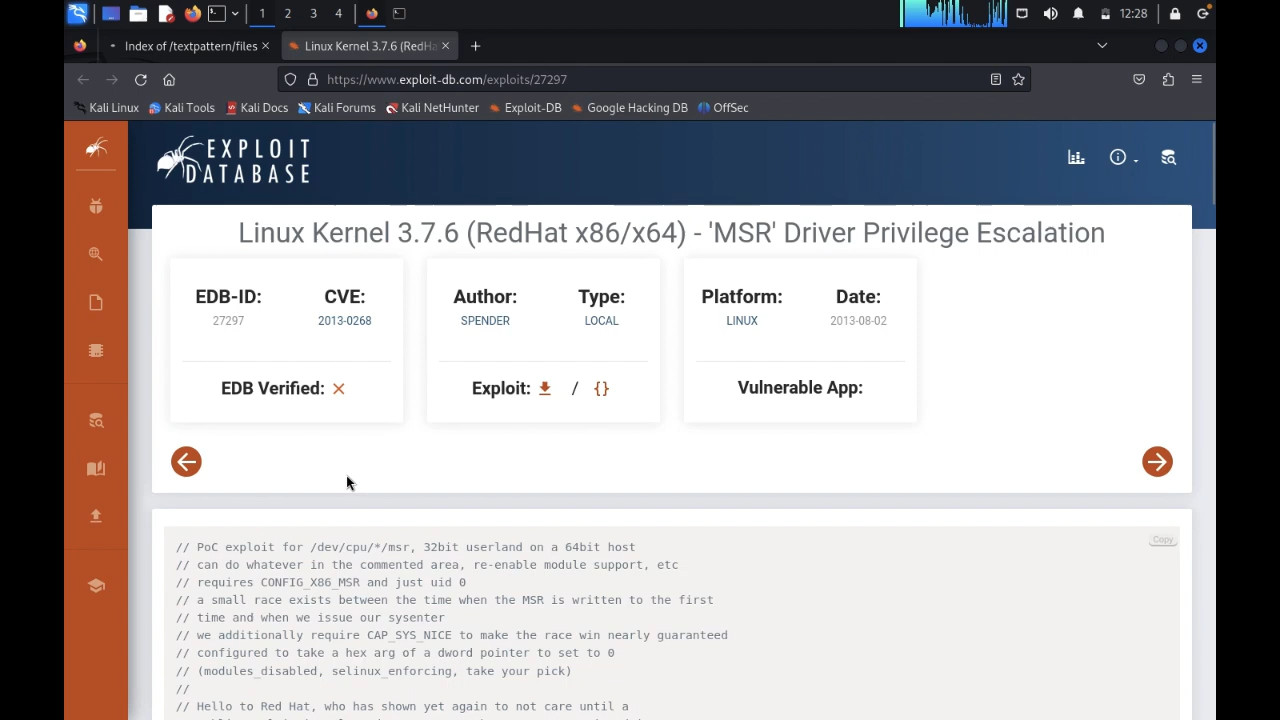 1 2 3 4 12:28
Index of /textpattern/files Linux Kernel 3.7.6 (RedHa
https://www.exploit-db.com/exploits/27297
Kali Linux Kali Tools Kali Docs Kali Forums Kali NetHunter Exploit-DB Google Hacking DB OffSec
EXPLOIT
DATABASE
Linux Kernel 3.7.6 (RedHat x86/x64) - 'MSR' Driver Privilege Escalation
EDB-ID: CVE: Author: Type: Platform: Date:
27297 2013-0268 SPENDER LOCAL LINUX 2013-08-02
EDB Verified: Exploit: / {} Vulnerable App:
Copy
// PoC exploit for /dev/cpu/*/msr, 32bit userland on a 64bit host
// can do whatever in the commented area, re-enable module support, etc
// requires CONFIG_X86_MSR and just uid 0
// a small race exists between the time when the MSR is written to the first
// time and when we issue our sysenter
// we additionally require CAP_SYS_NICE to make the race win nearly guaranteed
// configured to take a hex arg of a dword pointer to set to 0
// (modules_disabled, selinux_enforcing, take your pick)
//
// Hello to Red Hat, who has shown yet again to not care until a